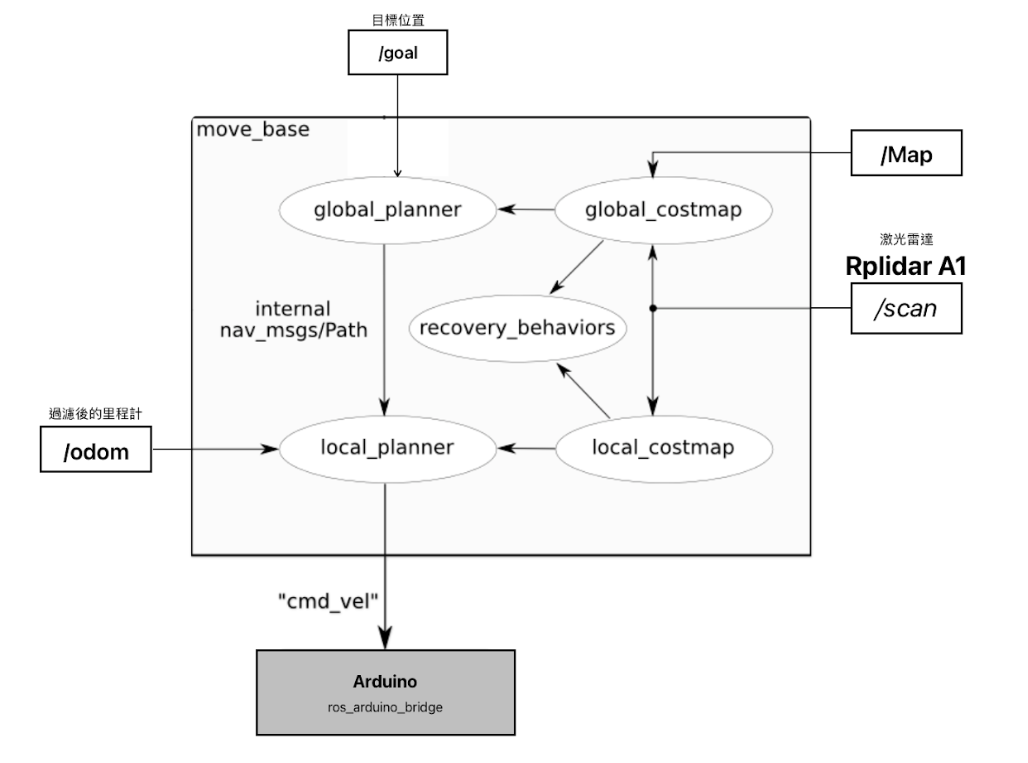 目標位置
/goal
move_base
/Map
global_planner
global_costmap
激光雷達
Rplidar A1
/scan
internal
nav_msgs/Path
recovery_behaviors
過濾後的里程計
/odom
local_planner
local_costmap
"cmd_vel"
Arduino
ros_arduino_bridge